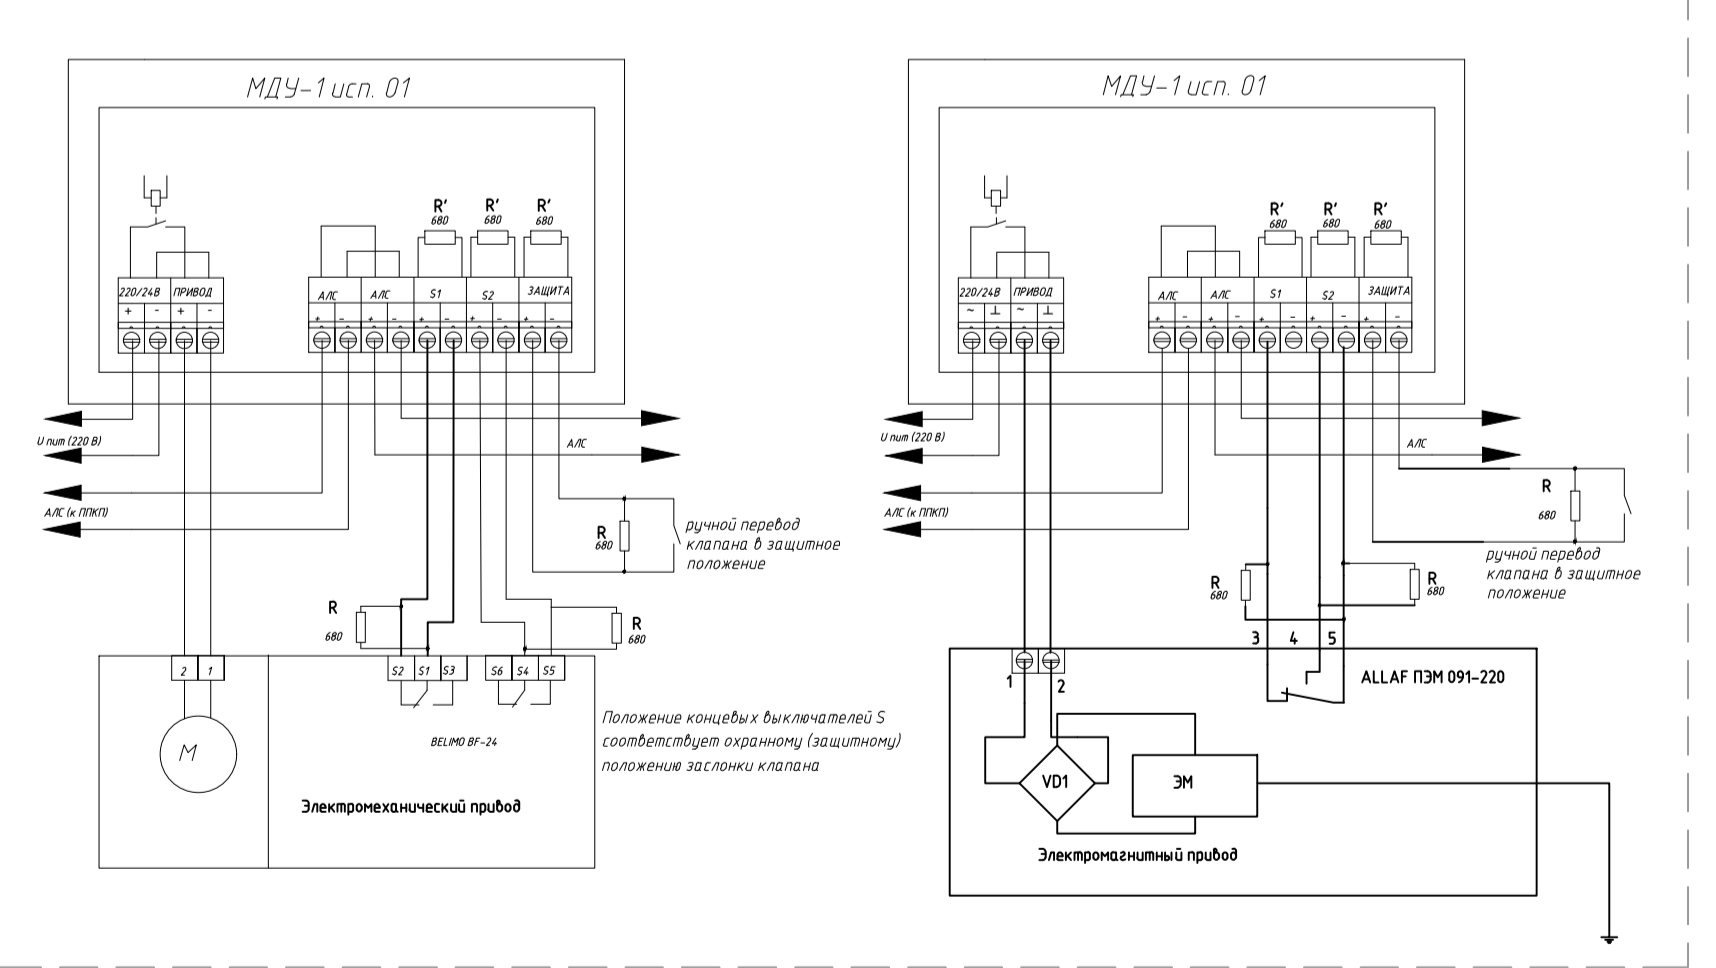 МДУ-1 исп. 01
R' R' R'
680 680 680
220/24В ПРИВОД
+ - + -
АЛС АЛС S1 S2 ЗАЩИТА
+ - + - + - + - + -
U пит (220 В)
АЛС
АЛС (к ППКП)
R
680
ручной перевод
клапана в защитное
положение
R
680
R
680
2 1
S2 S1 S3
S6 S4 S5
М
BELIMO BF-24
Электромеханический привод
Положение концевых выключателей S
соответствует охранному (защитному)
положению заслонки клапана
МДУ-1 исп. 01
R' R' R'
680 680 680
220/24В ПРИВОД
~ ⊥ ~ ⊥
АЛС АЛС S1 S2 ЗАЩИТА
+ - + - + - + - + -
U пит (220 В)
АЛС
АЛС (к ППКП)
R
680
ручной перевод
клапана в защитное
положение
R
680
R
680
3 4 5
1 2
ALLAF ПЭМ 091-220
VD1
ЭМ
Электромагнитный привод